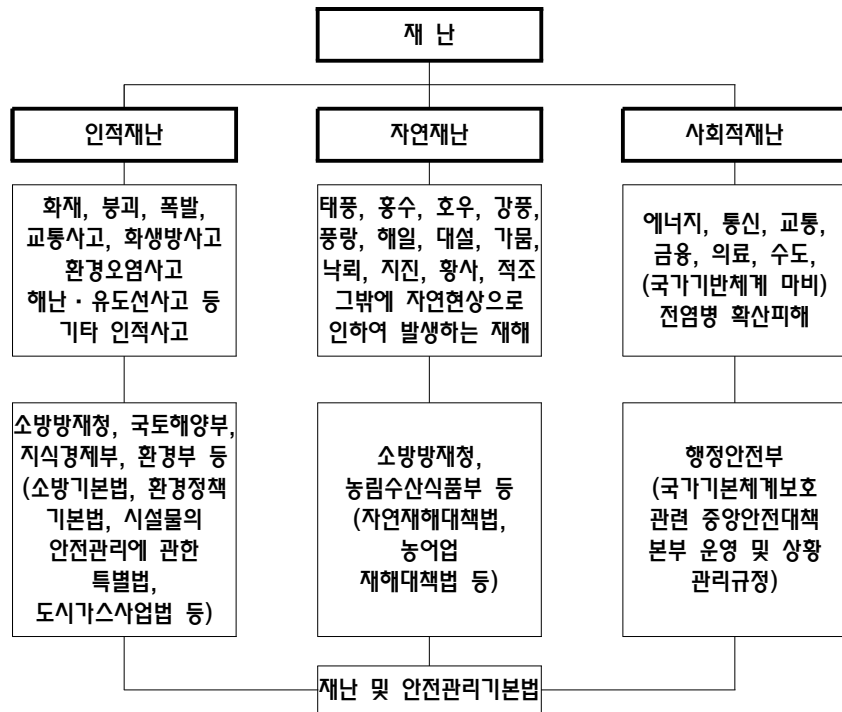 재 난
인적재난
자연재난
사회적재난
화재, 붕괴, 폭발,
교통사고, 화생방사고
환경오염사고
해난·유도선사고 등
기타 인적사고
태풍, 홍수, 호우, 강풍,
풍랑, 해일, 대설, 가뭄,
낙뢰, 지진, 황사, 적조
그밖에 자연현상으로
인하여 발생하는 재해
에너지, 통신, 교통,
금융, 의료, 수도,
(국가기반체계 마비)
전염병 확산피해
소방방재청, 국토해양부,
지식경제부, 환경부 등
(소방기본법, 환경정책
기본법, 시설물의
안전관리에 관한
특별법,
도시가스사업법 등)
소방방재청,
농림수산식품부 등
(자연재해대책법,
농어업
재해대책법 등)
행정안전부
(국가기본체계보호
관련 중앙안전대책
본부 운영 및 상황
관리규정)
재난 및 안전관리기본법